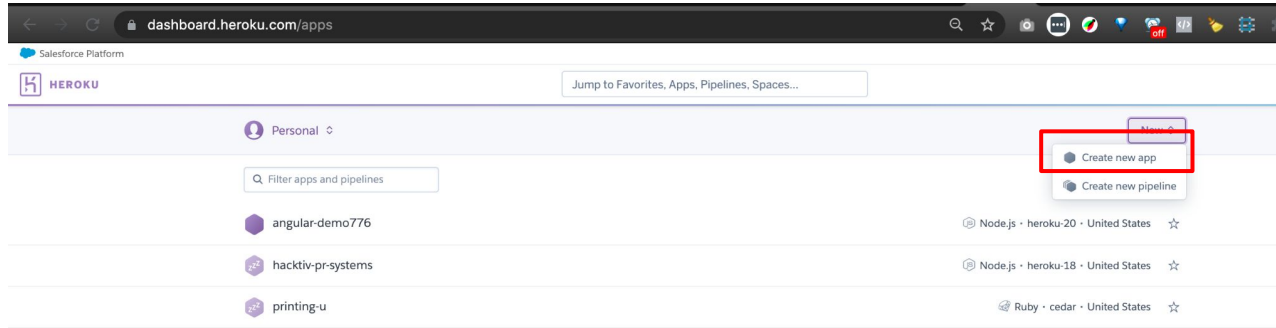 dashboard.heroku.com/apps
off
Salesforce Platform
HEROKU
Jump to Favorites, Apps, Pipelines, Spaces...
Personal
New
Create new app
Filter apps and pipelines
Create new pipeline
angular-demo776
Node.js · heroku-20 · United States
hacktiv-pr-systems
Node.js · heroku-18 · United States
printing-u
Ruby · cedar · United States